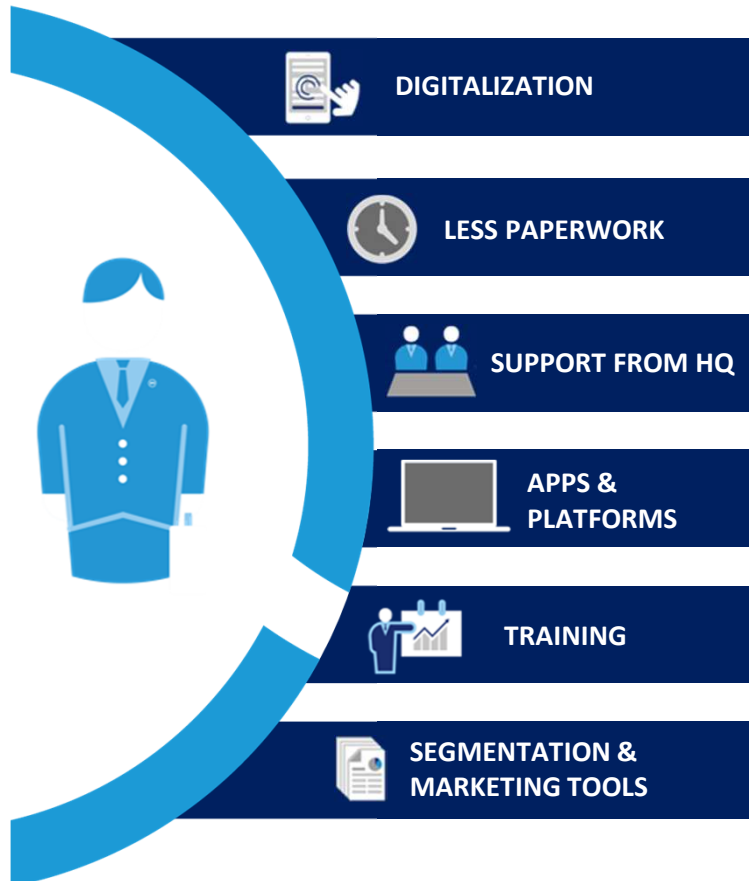 DIGITALIZATION
LESS PAPERWORK
SUPPORT FROM HQ
APPS &
PLATFORMS
TRAINING
SEGMENTATION &
MARKETING TOOLS